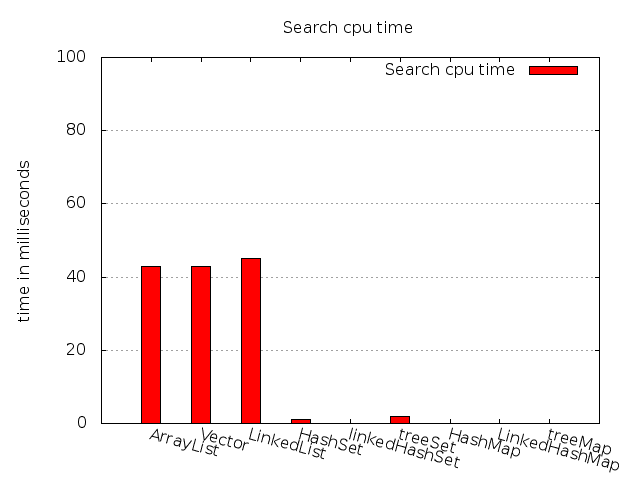 Search cpu time
Search cpu time
100
80
60
40
20
0
time in milliseconds
ArrayList
Vector
LinkedList
HashSet
linkedHashSet
treeSet
HashMap
LinkedHashMap
treeMap